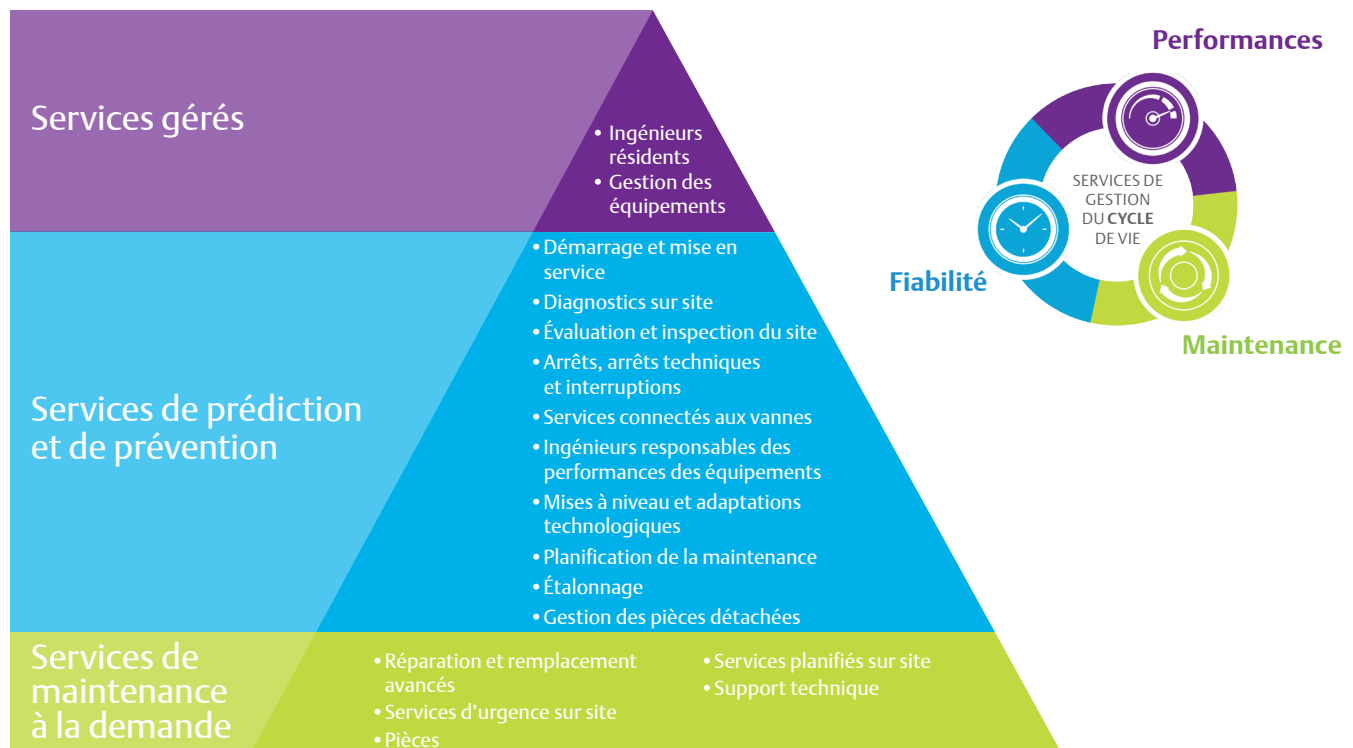 Services gérés
• Ingénieurs
résidents
• Gestion des
équipements
Services de prédiction
et de prévention
• Démarrage et mise en
service
• Diagnostics sur site
• Évaluation et inspection du site
• Arrêts, arrêts techniques
et interruptions
• Services connectés aux vannes
• Ingénieurs responsables des
performances des équipements
• Mises à niveau et adaptations
technologiques
• Planification de la maintenance
• Étalonnage
• Gestion des pièces détachées
Services de
maintenance
à la demande
• Réparation et remplacement
avancés
• Services d’urgence sur site
• Pièces
• Services planifiés sur site
• Support technique
Performances
SERVICES DE
GESTION
DU CYCLE
DE VIE
Fiabilité
Maintenance